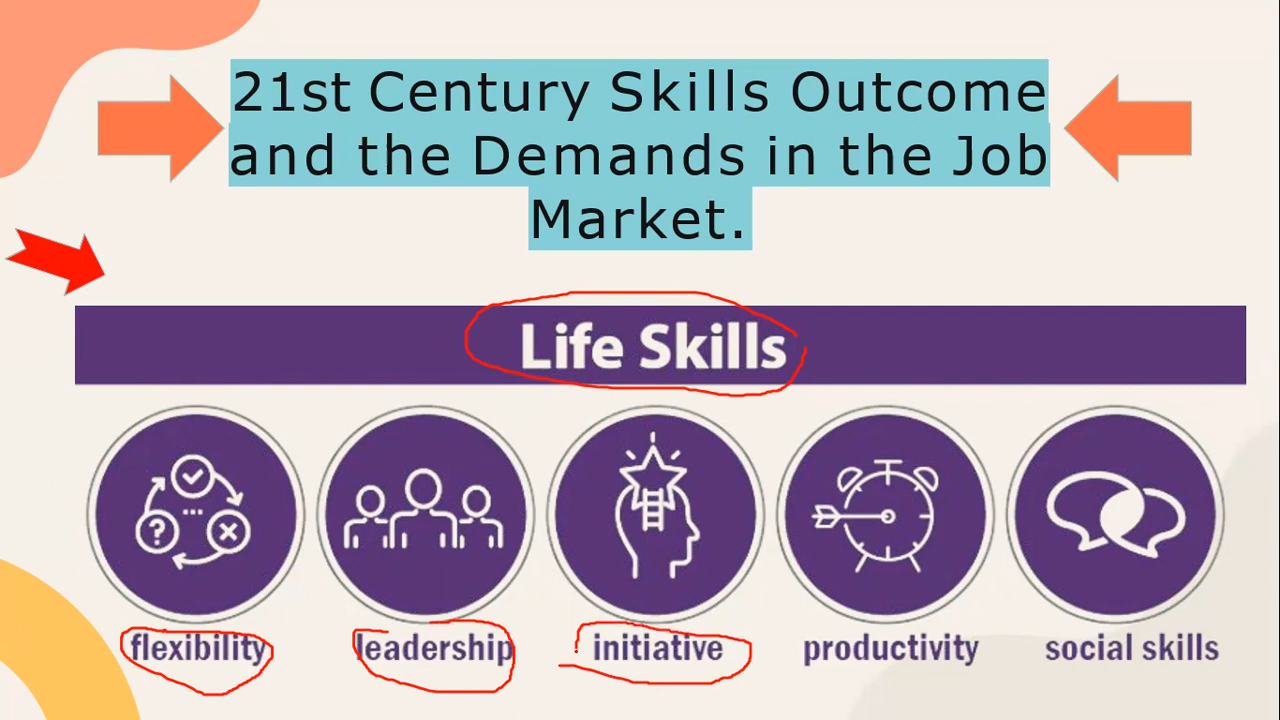 21st Century Skills Outcome
and the Demands in the Job
Market.
Life Skills
flexibility
leadership
initiative
productivity
social skills